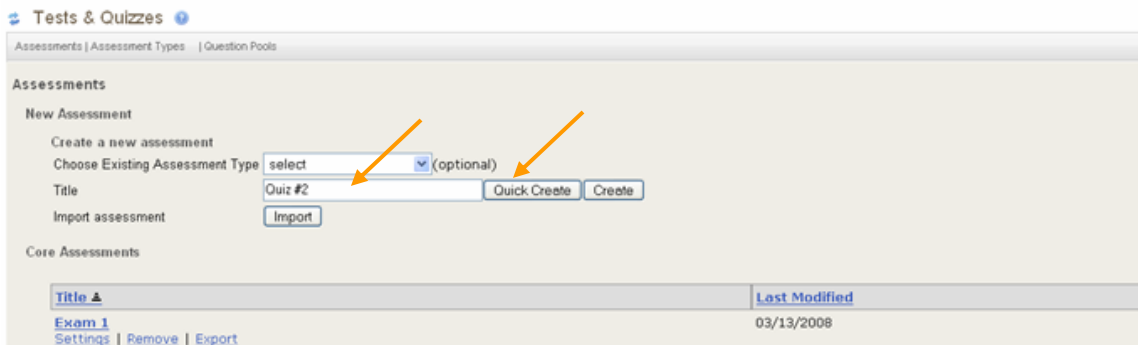 Tests & Quizzes
Assessments | Assessment Types | Question Pools
Assessments
New Assessment
Create a new assessment
Choose Existing Assessment Type select (optional)
Title Quiz #2 Quick Create Create
Import assessment Import
Core Assessments
Title Last Modified
Exam 1 03/13/2008
Settings | Remove | Export